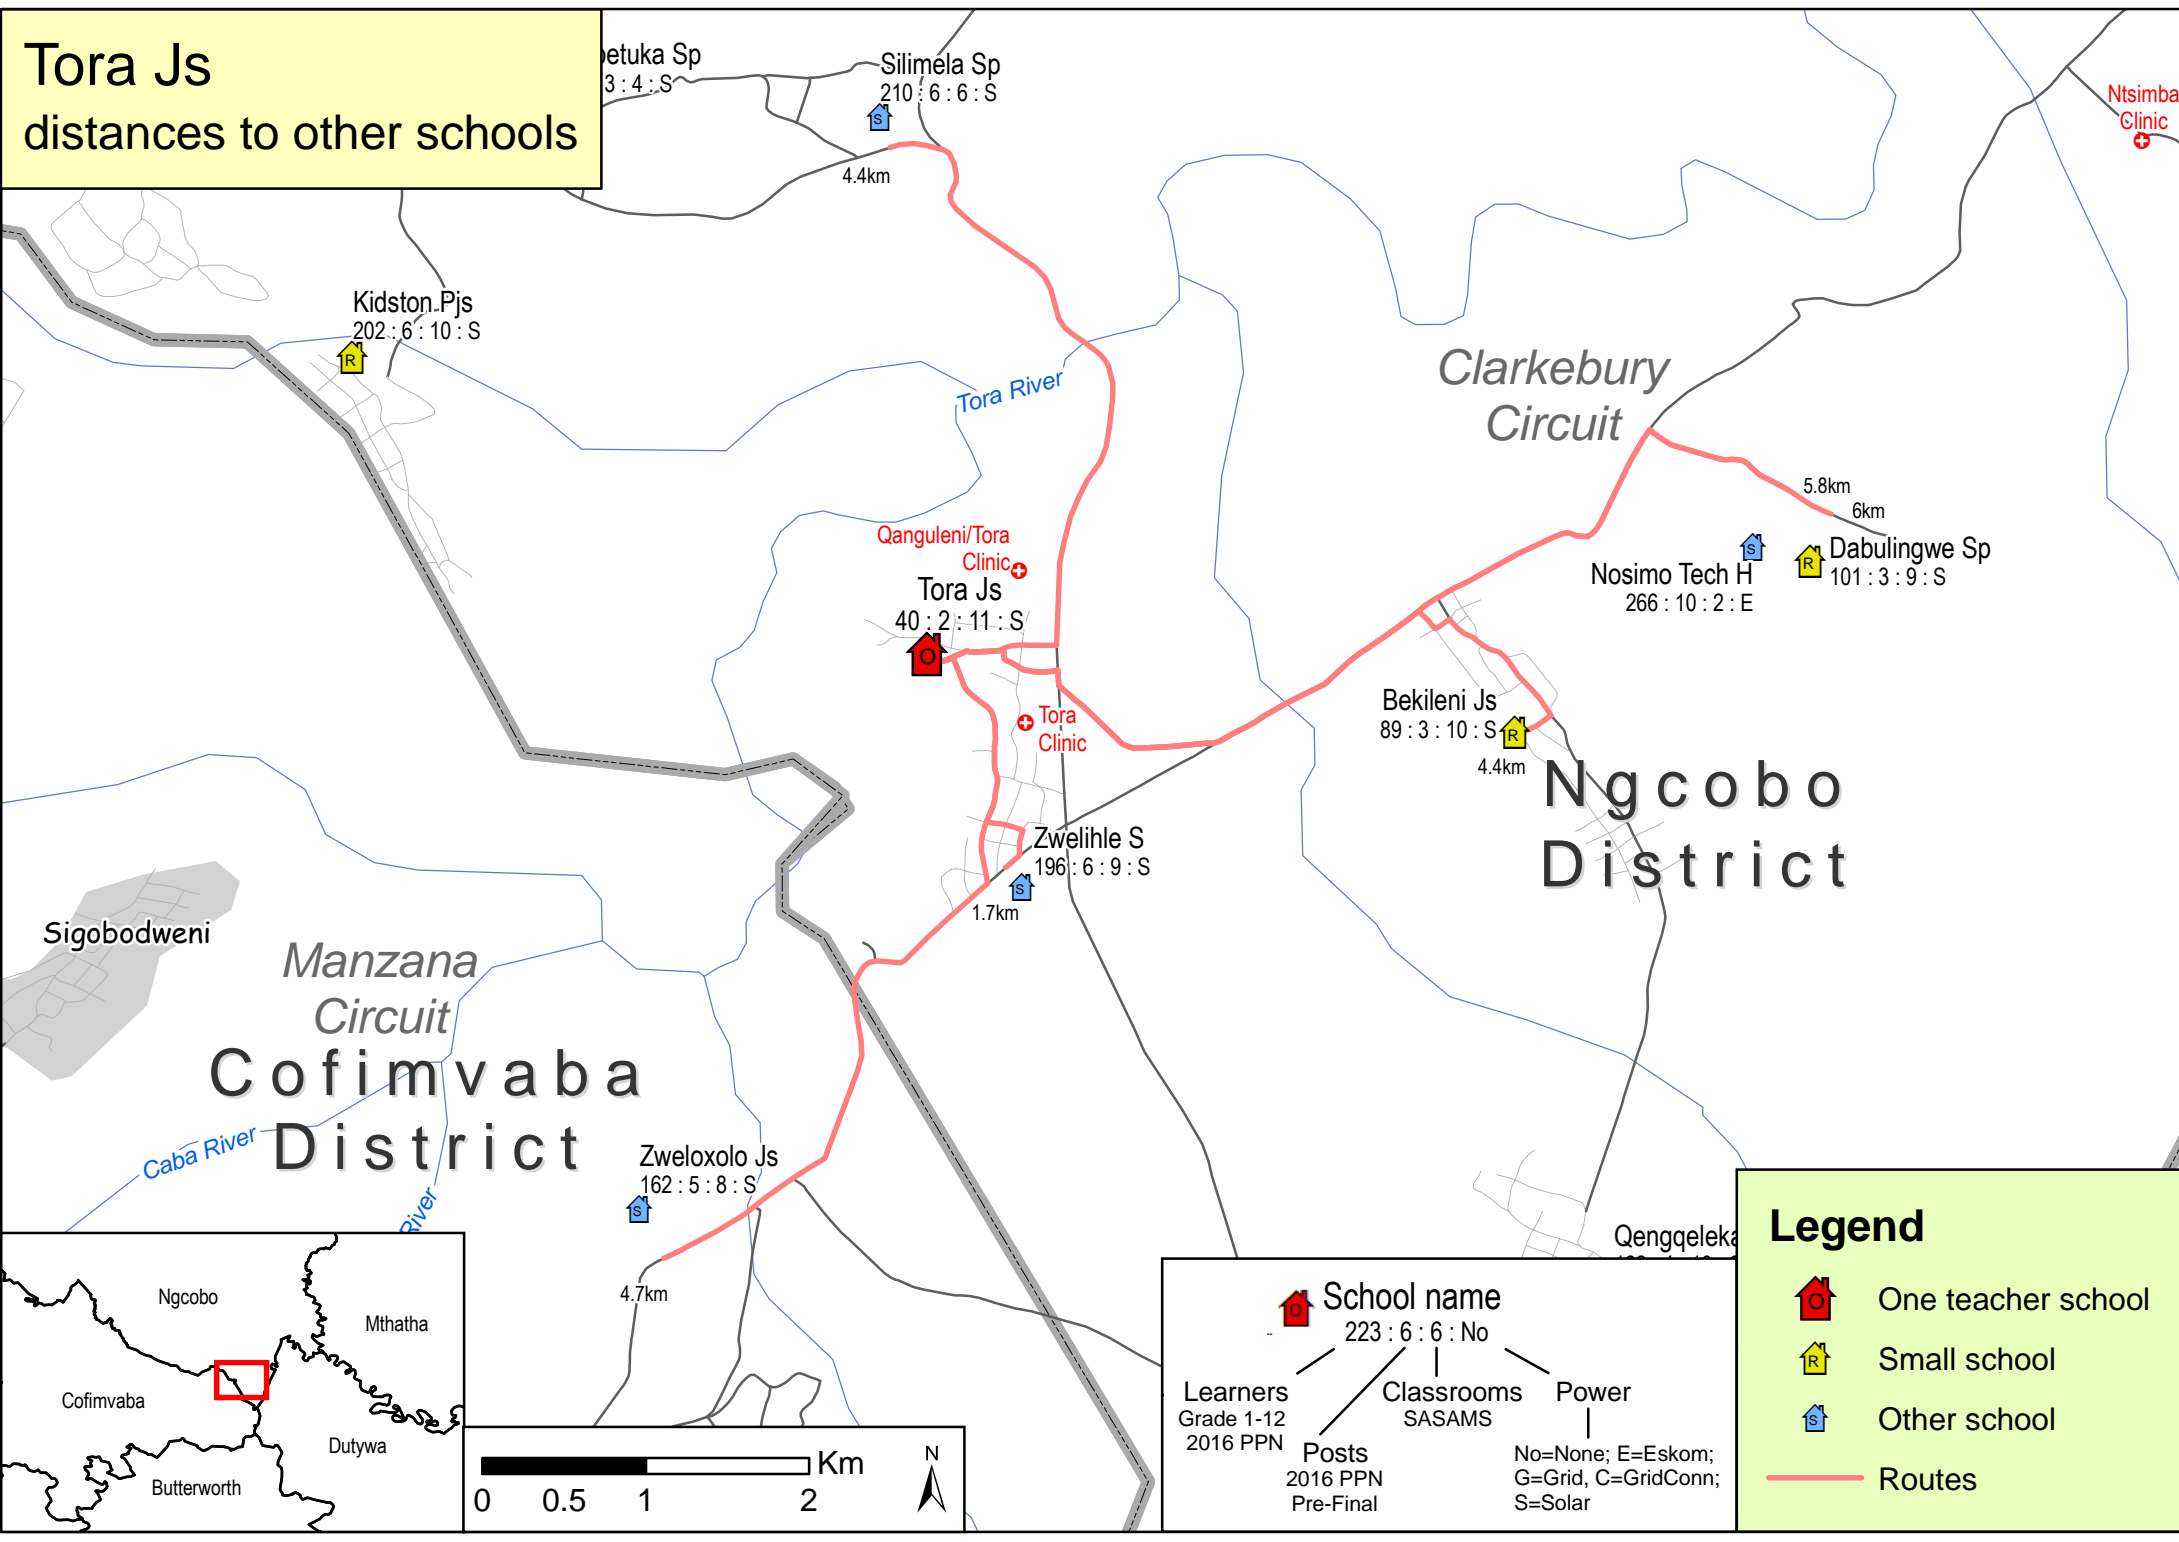 Tora Js
distances to other schools
etuka Sp
3 : 4 : S
Silimela Sp
210 : 6 : 6 : S
4.4km
Ntsimba
Clinic
Kidston Pjs
202 : 6 : 10 : S
R
S
Tora River
Clarkebury
Circuit
5.8km
6km
Qanguleni/Tora
Clinic
Tora Js
40 : 2 : 11 : S
O
S
R
Dabulingwe Sp
101 : 3 : 9 : S
Nosimo Tech H
266 : 10 : 2 : E
Tora
Clinic
Bekileni Js
89 : 3 : 10 : S
R
4.4km
Ngcobo
District
Zwelihle S
196 : 6 : 9 : S
S
1.7km
Sigobodweni
Manzana
Circuit
Cofimvaba
District
Caba River
River
Zweloxolo Js
162 : 5 : 8 : S
S
4.7km
Qengqeleka
Ngcobo
Mthatha
Cofimvaba
Dutywa
Butterworth
Km
0 0.5 1 2
N
O
School name
223 : 6 : 6 : No
Learners
Grade 1-12
2016 PPN
Posts
2016 PPN
Pre-Final
Classrooms
SASAMS
Power
No=None; E=Eskom;
G=Grid, C=GridConn;
S=Solar
Legend
O One teacher school
R Small school
S Other school
Routes